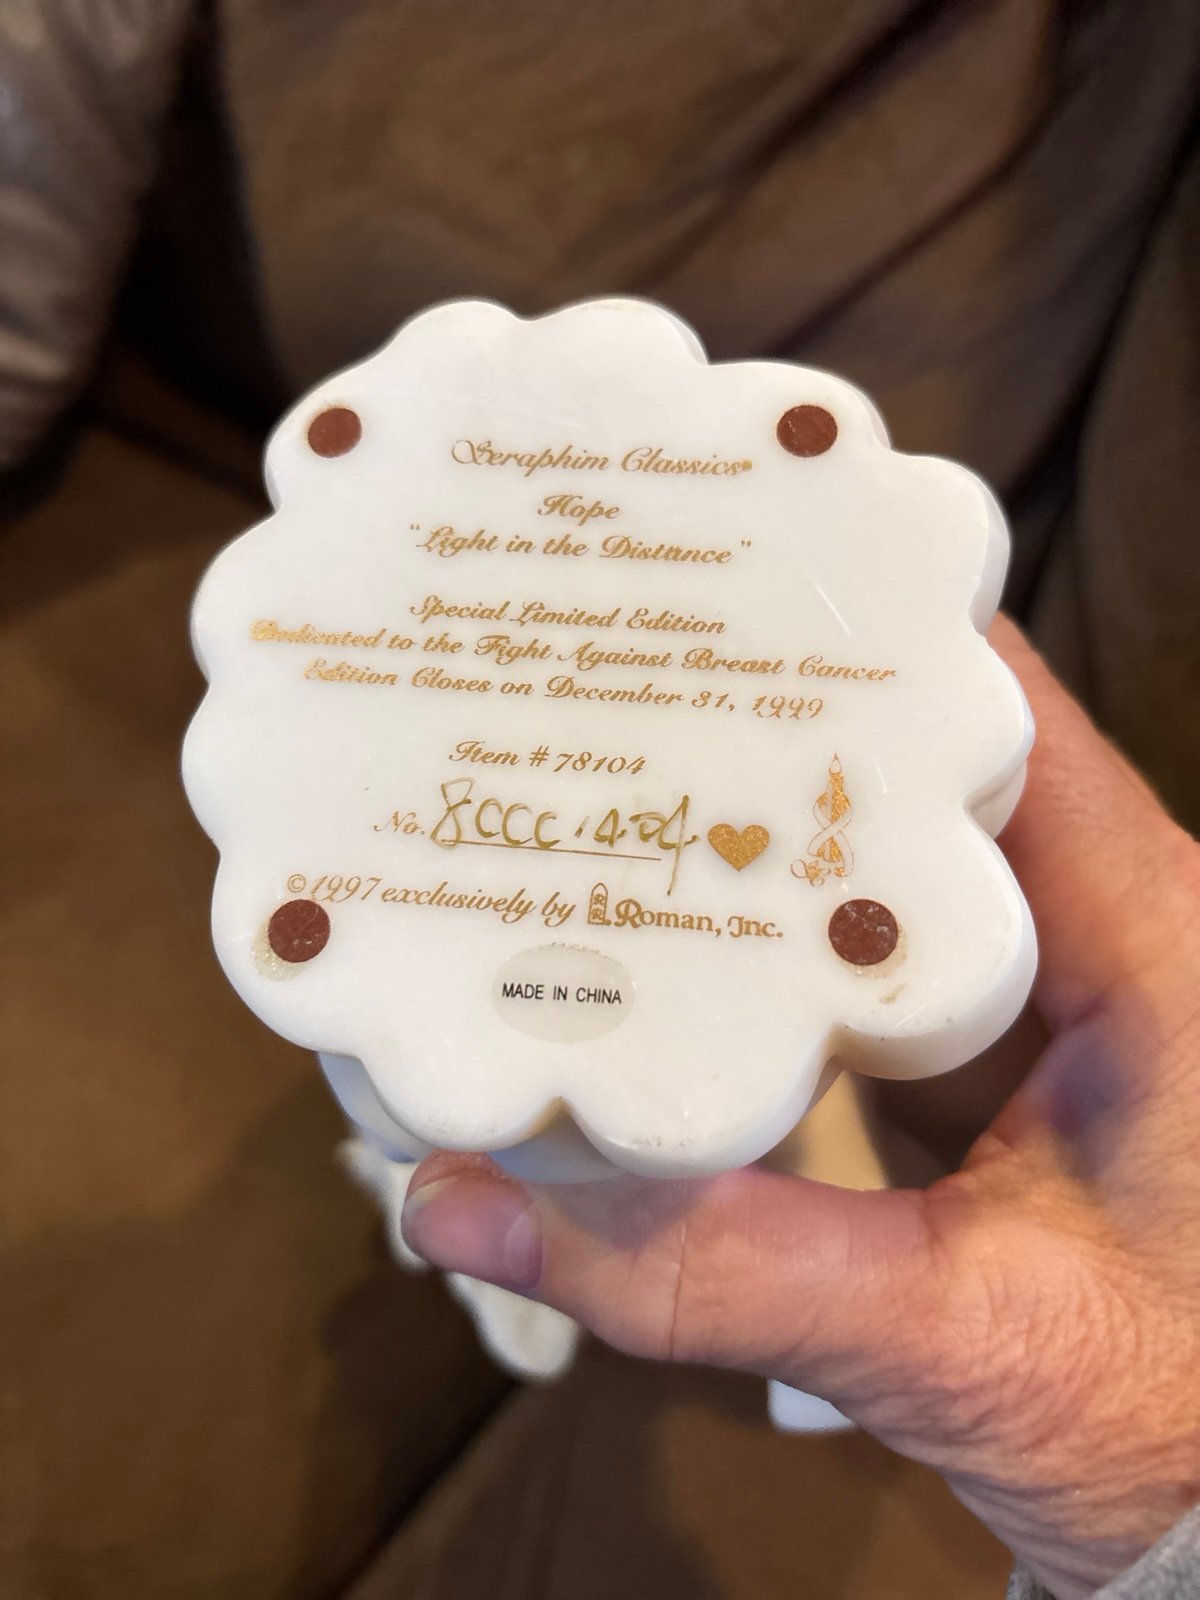 Seraphim Classics®
Hope
"Light in the Distance"
Special Limited Edition
Dedicated to the Fight Against Breast Cancer
Edition Closes on December 31, 1999
Item # 78104
No.
© 1997 exclusively by Roman, Inc.
MADE IN CHINA